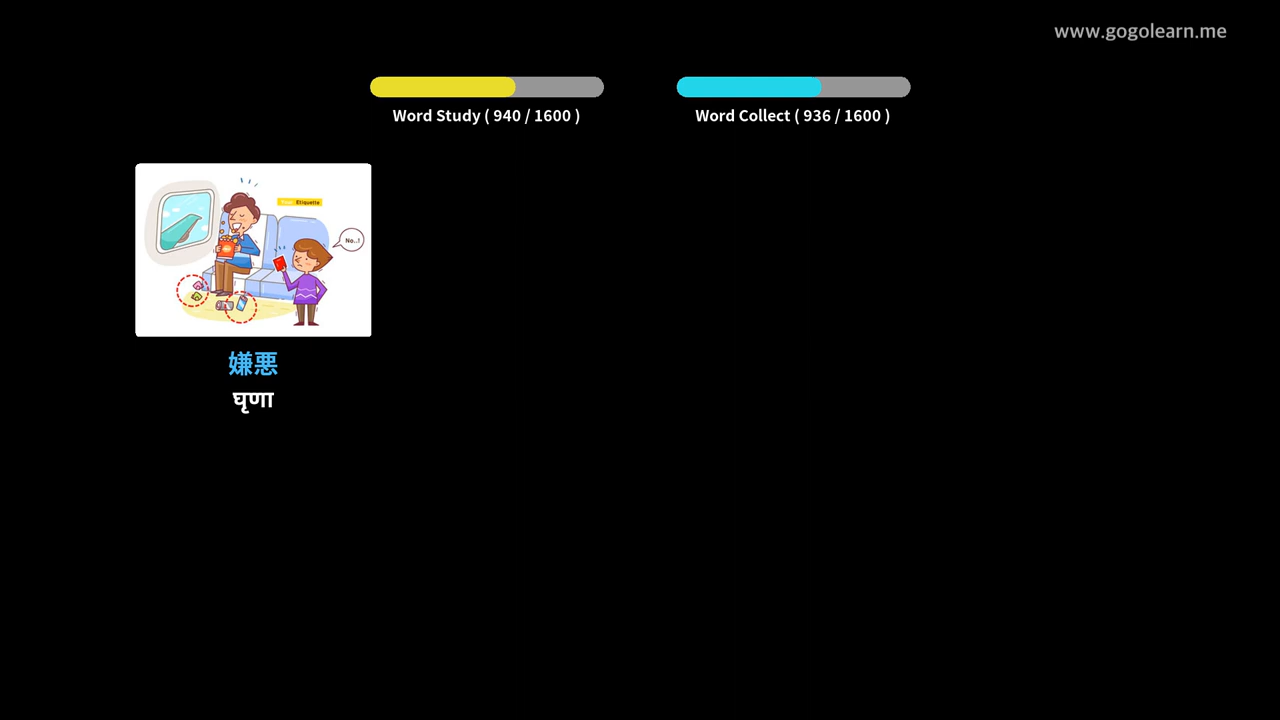 www.gogolearn.me
Word Study ( 940 / 1600 )
Word Collect ( 936 / 1600 )
Etiquette
No..!
嫌悪
घृणा